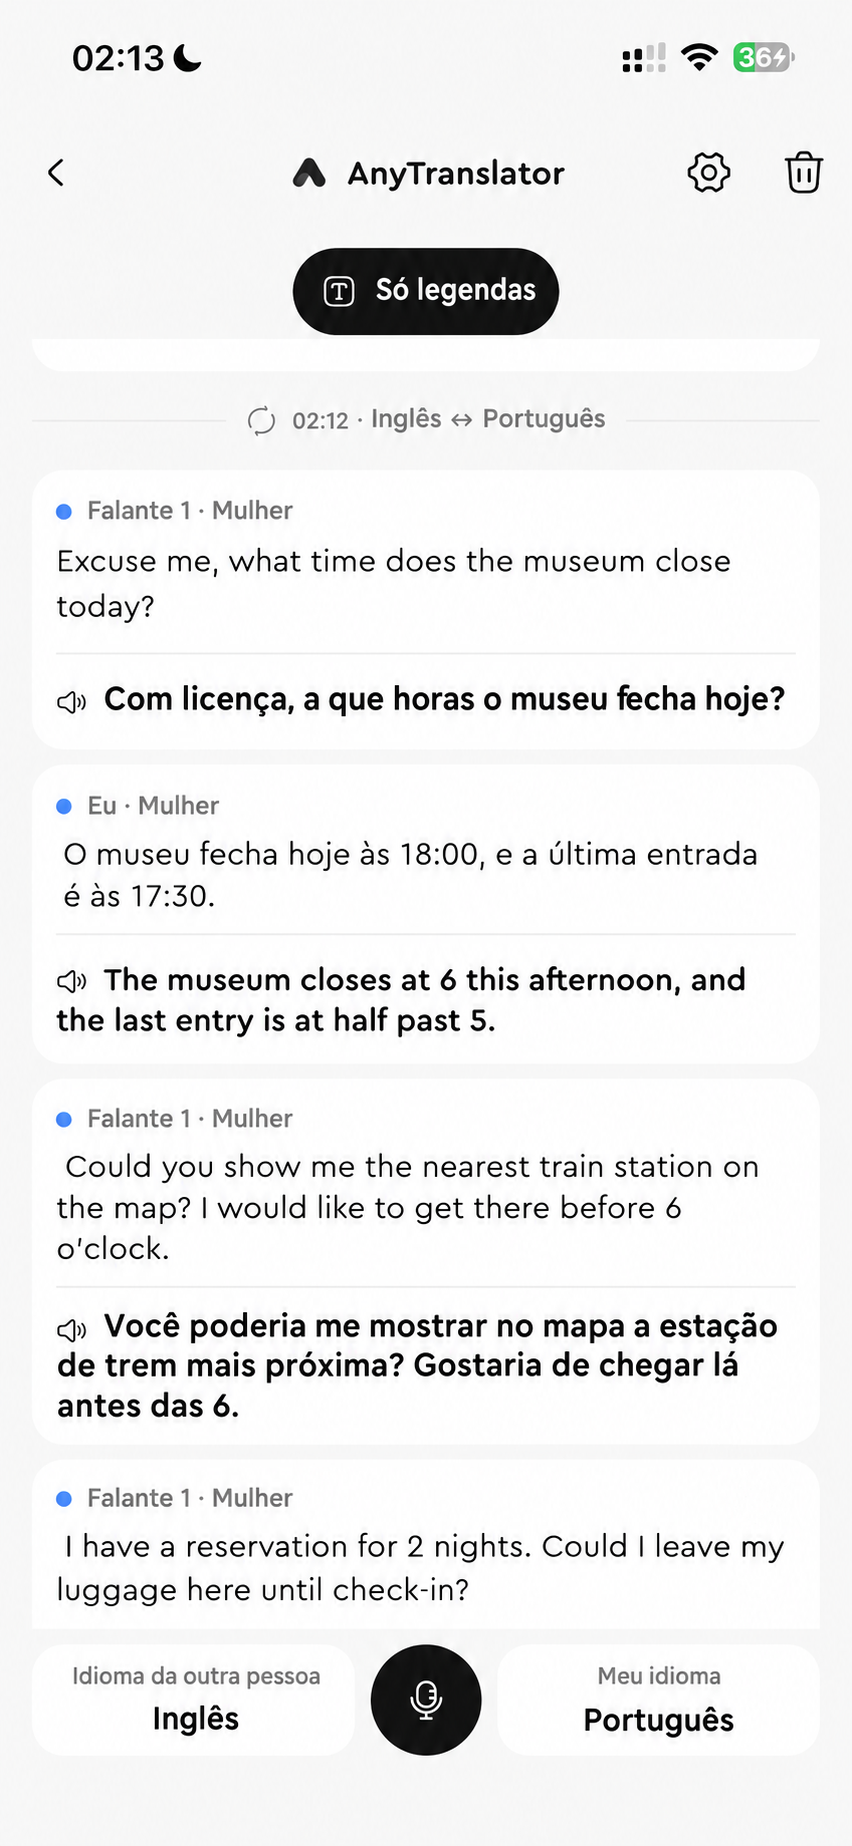 02:13
36
AnyTranslator
Só legendas
02:12 · Inglês ↔ Português
Falante 1 · Mulher
Excuse me, what time does the museum close
today?
Com licença, a que horas o museu fecha hoje?
Eu · Mulher
O museu fecha hoje às 18:00, e a última entrada
é às 17:30.
The museum closes at 6 this afternoon, and
the last entry is at half past 5.
Falante 1 · Mulher
Could you show me the nearest train station on
the map? I would like to get there before 6
o'clock.
Você poderia me mostrar no mapa a estação
de trem mais próxima? Gostaria de chegar lá
antes das 6.
Falante 1 · Mulher
I have a reservation for 2 nights. Could I leave my
luggage here until check-in?
Idioma da outra pessoa
Inglês
Meu idioma
Português